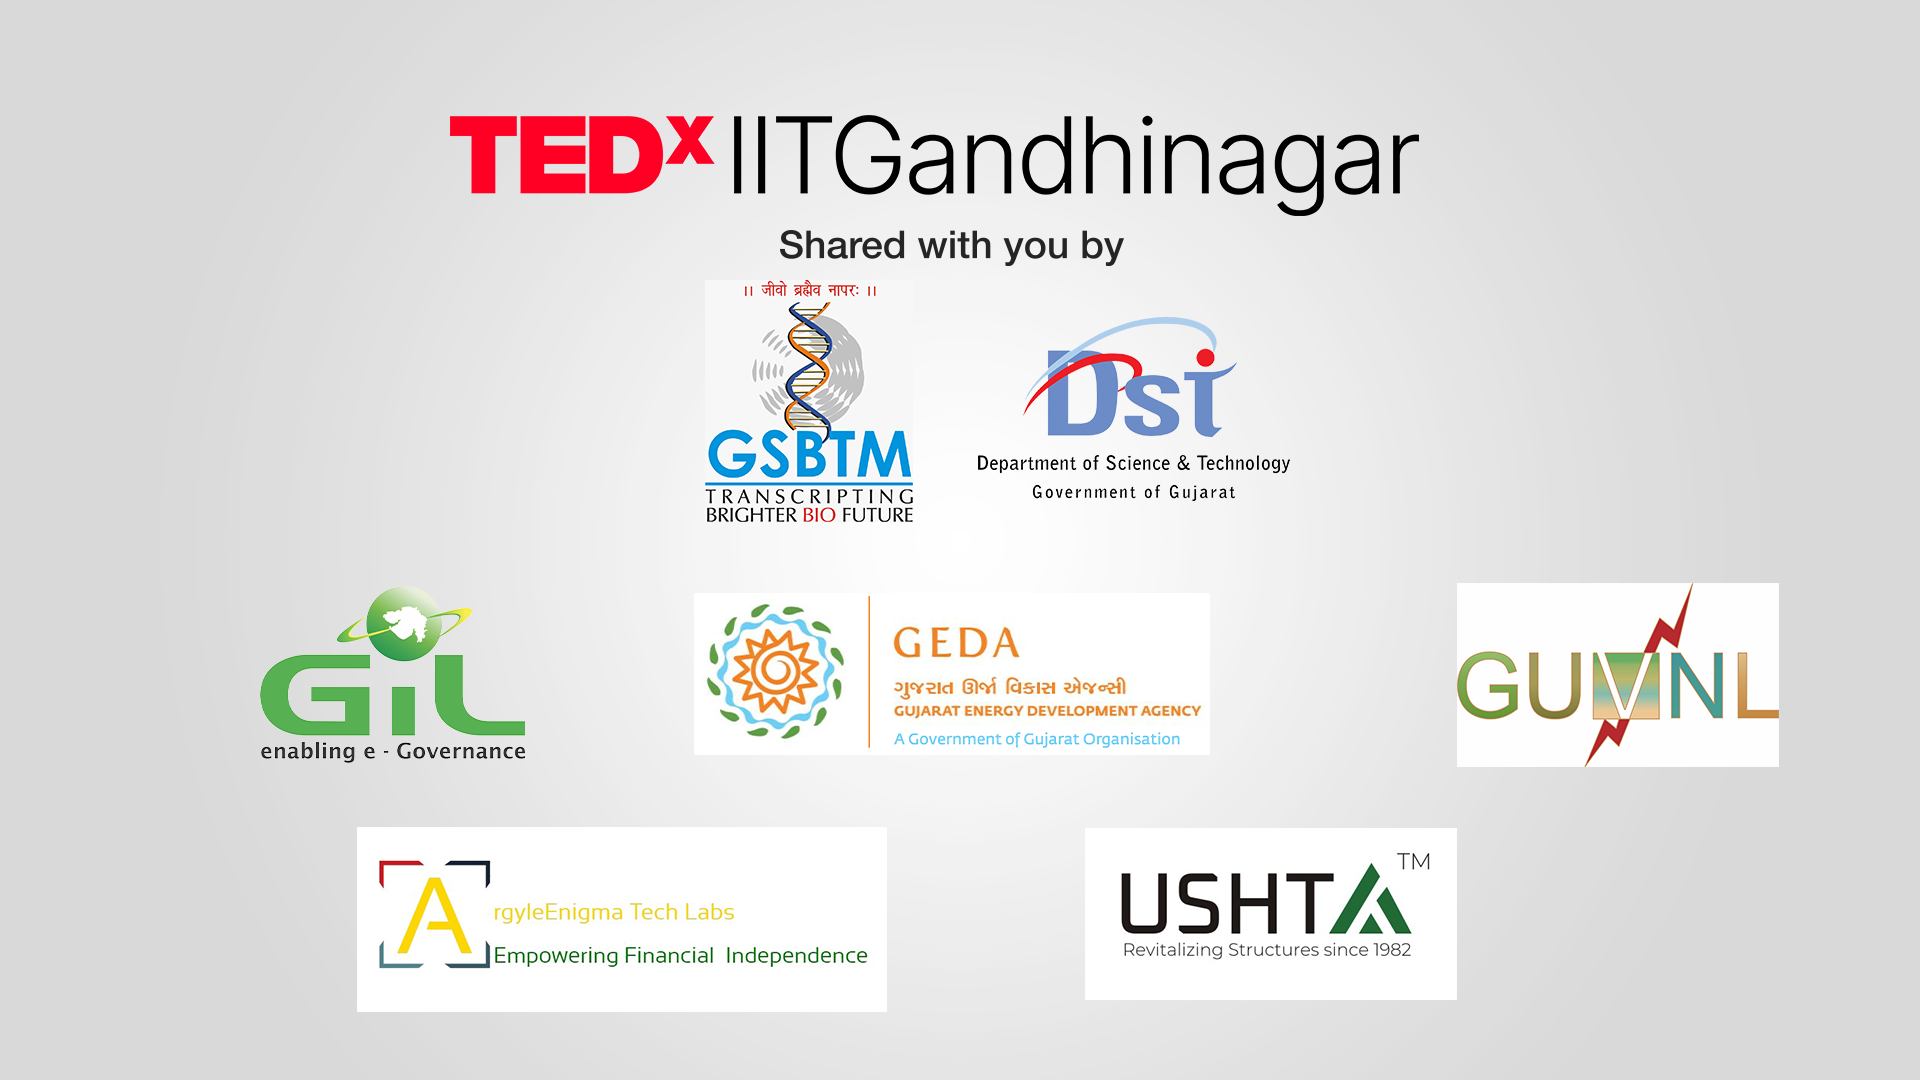 TEDx IITGandhinagar
Shared with you by
।। जीवो ब्रह्मैव नापरः ।।
GSBTM
TRANSCRIPTING
BRIGHTER BIO FUTURE
DST
Department of Science & Technology
Government of Gujarat
GiL
enabling e - Governance
GEDA
ગુજરાત ઊર્જા વિકાસ એજન્સી
GUJARAT ENERGY DEVELOPMENT AGENCY
A Government of Gujarat Organisation
GUVNL
ArgyleEnigma Tech Labs
Empowering Financial Independence
USHTA TM
Revitalizing Structures since 1982